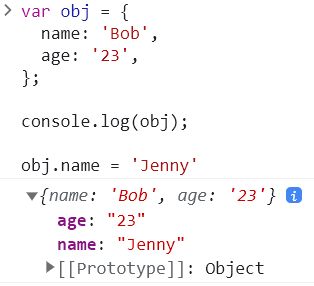 var obj = {
name: 'Bob',
age: '23',
};
console.log(obj);
obj.name = 'Jenny'
{name: 'Bob', age: '23'} i
age: "23"
name: "Jenny"
[[Prototype]]: Object